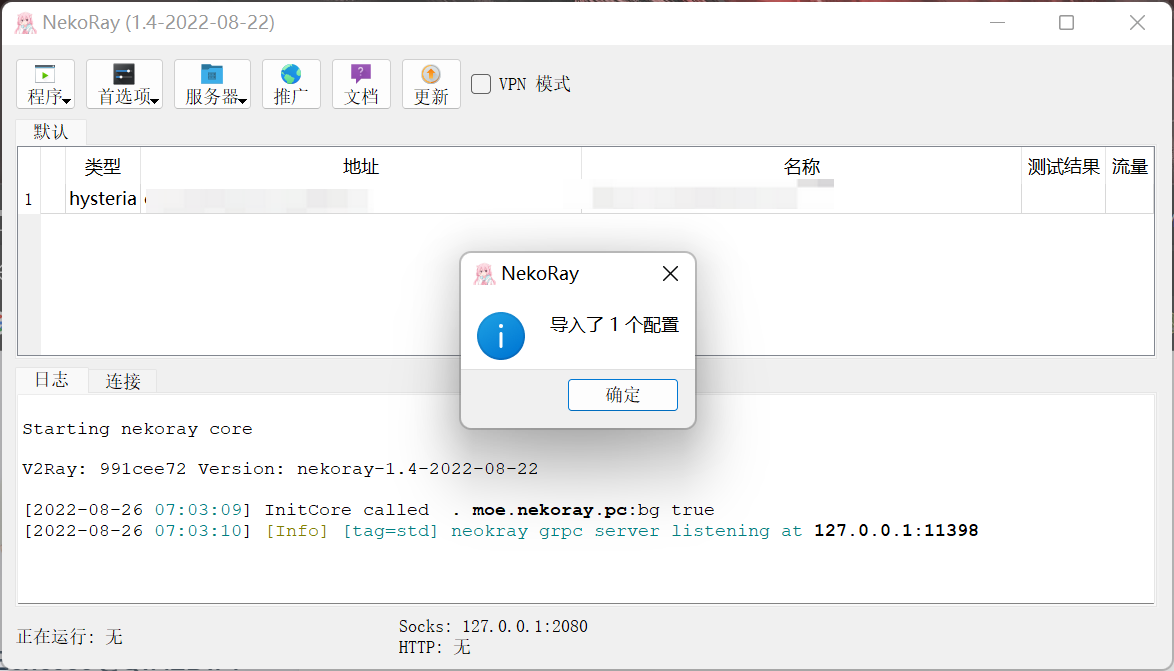 NekoRay (1.4-2022-08-22)
程序 首选项 服务器 推广 文档 更新 VPN 模式
默认
类型 地址 名称 测试结果 流量
1 hysteria
NekoRay
导入了 1 个配置
确定
日志 连接
Starting nekoray core
V2Ray: 991cee72 Version: nekoray-1.4-2022-08-22
[2022-08-26 07:03:09] InitCore called . moe.nekoray.pc:bg true
[2022-08-26 07:03:10] [Info] [tag=std] neokray grpc server listening at 127.0.0.1:11398
正在运行: 无
Socks: 127.0.0.1:2080
HTTP: 无